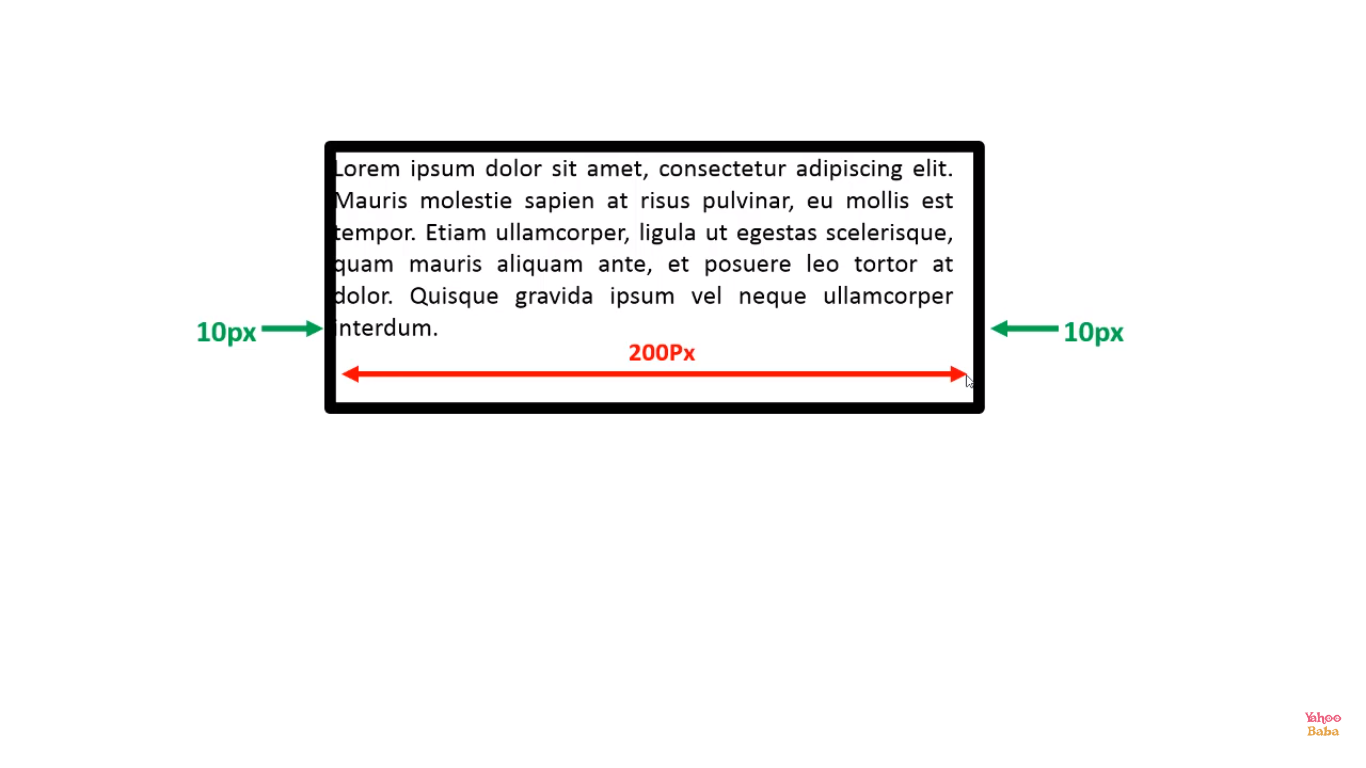 Lorem ipsum dolor sit amet, consectetur adipiscing elit.
Mauris molestie sapien at risus pulvinar, eu mollis est
tempor. Etiam ullamcorper, ligula ut egestas scelerisque,
quam mauris aliquam ante, et posuere leo tortor at
dolor. Quisque gravida ipsum vel neque ullamcorper
interdum.
10px
10px
200Px
Yahoo
Baba